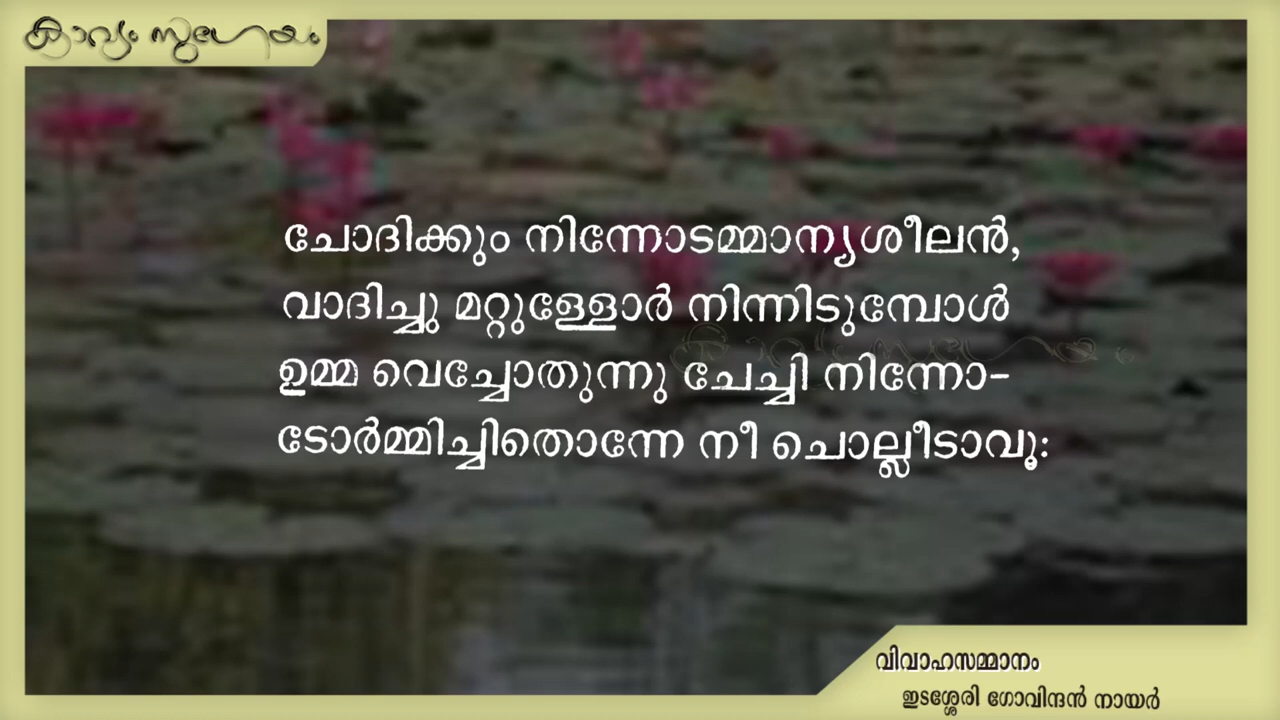 കാവ്യം സുഗേയം
ചോദിക്കും നിന്നോടമ്മാന്യശീലൻ,
വാദിച്ചു മറ്റുള്ളോർ നിന്നിടുമ്പോൾ
ഉമ്മ വെച്ചോതുന്നു ചേച്ചി നിന്നോ-
ടോർമ്മിച്ചിതൊന്നേ നീ ചൊല്ലീടാവൂ:
വിവാഹസമ്മാനം
ഇടശ്ശേരി ഗോവിന്ദൻ നായർ